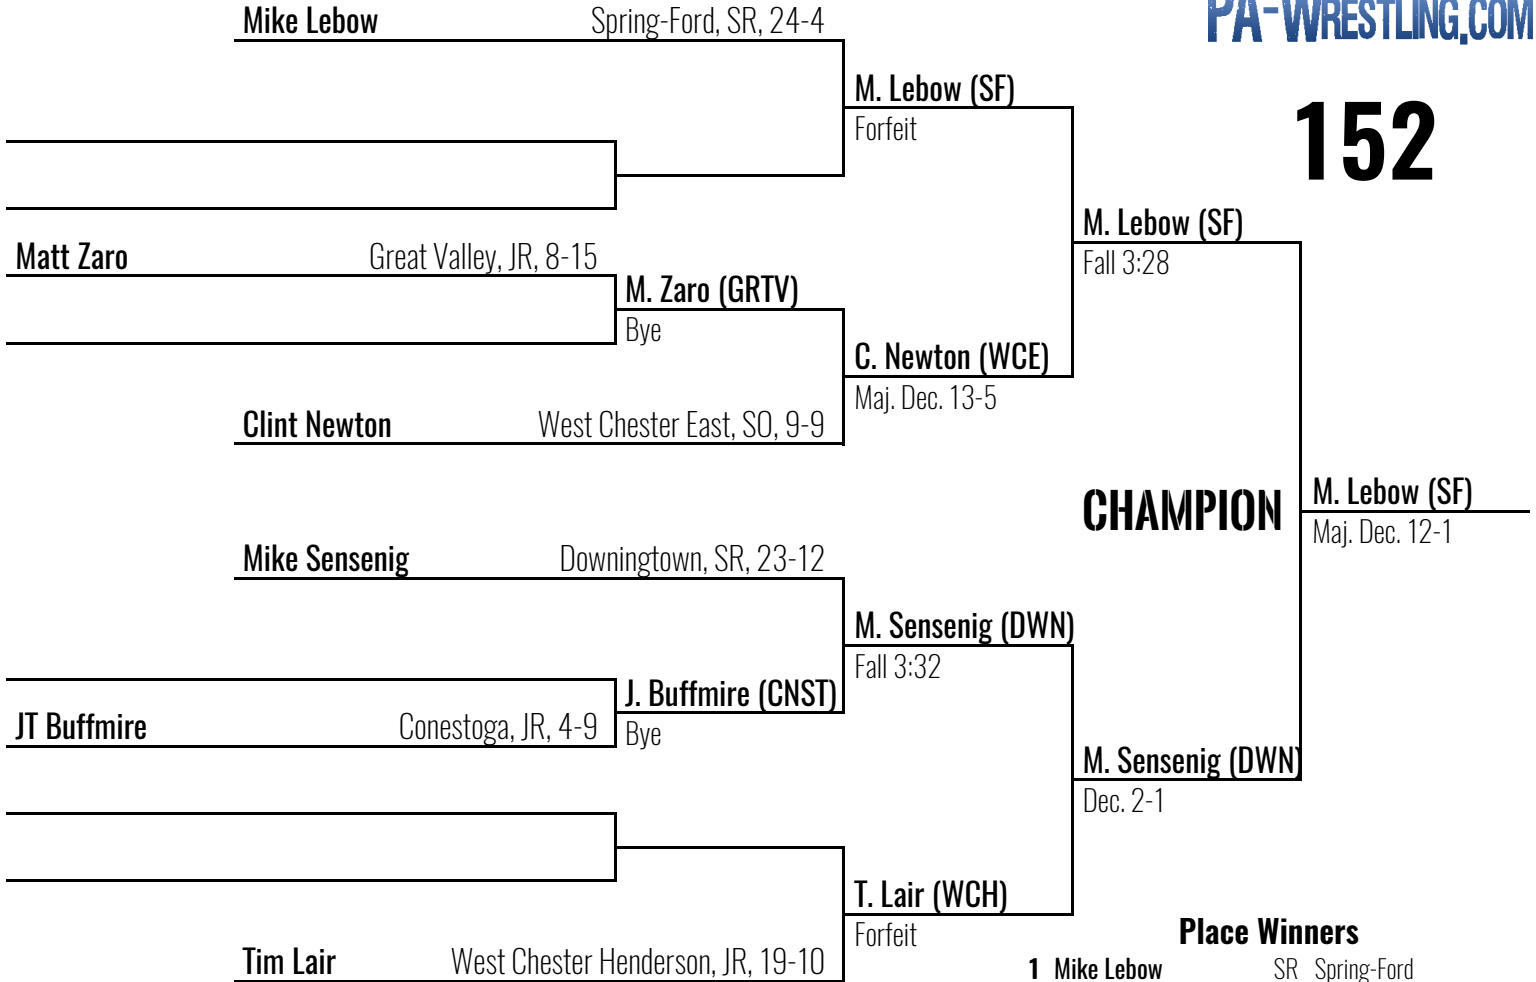 Mike Lebow Spring-Ford, SR, 24-4
PA-WRESTLING.COM
M. Lebow (SF)
Forfeit
152
M. Lebow (SF)
Fall 3:28
Matt Zaro Great Valley, JR, 8-15
M. Zaro (GRTV)
Bye
C. Newton (WCE)
Maj. Dec. 13-5
Clint Newton West Chester East, SO, 9-9
CHAMPION
M. Lebow (SF)
Maj. Dec. 12-1
Mike Sensenig Downingtown, SR, 23-12
M. Sensenig (DWN)
Fall 3:32
J. Buffmire (CNST)
Bye
JT Buffmire Conestoga, JR, 4-9
M. Sensenig (DWN)
Dec. 2-1
T. Lair (WCH)
Forfeit
Tim Lair West Chester Henderson, JR, 19-10
Place Winners
1 Mike Lebow SR Spring-Ford